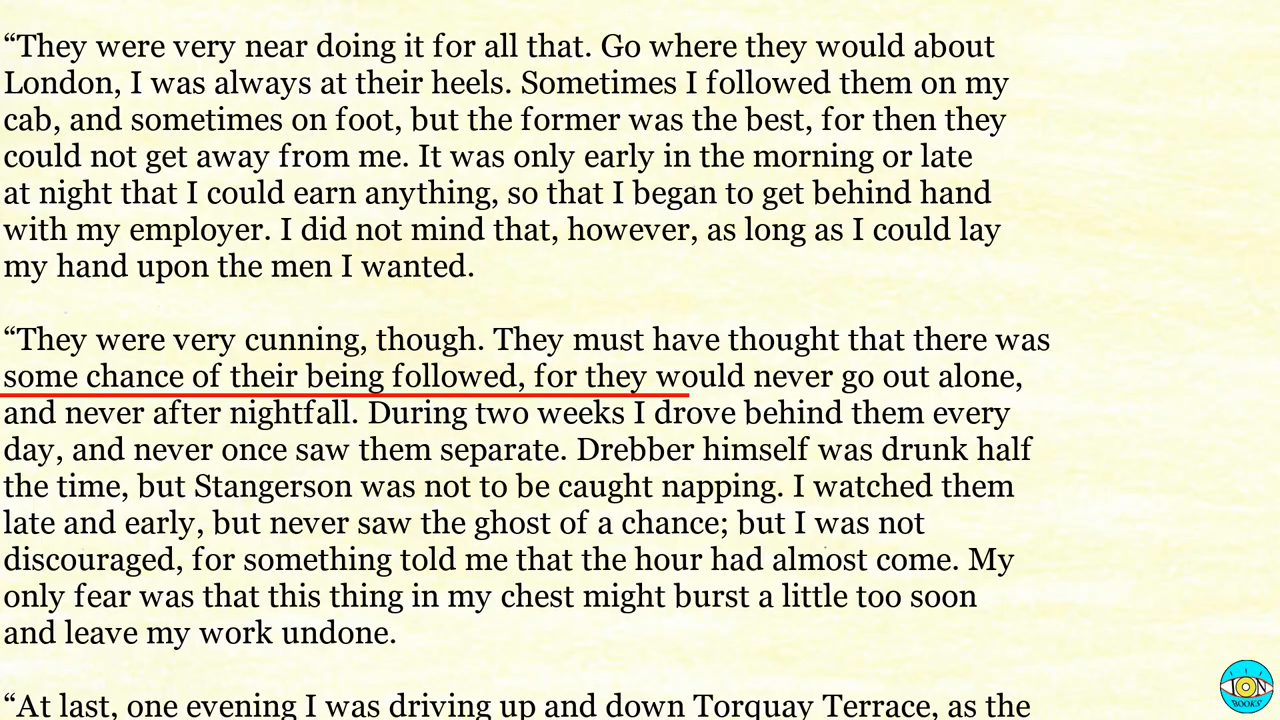 “They were very near doing it for all that. Go where they would about
London, I was always at their heels. Sometimes I followed them on my
cab, and sometimes on foot, but the former was the best, for then they
could not get away from me. It was only early in the morning or late
at night that I could earn anything, so that I began to get behind hand
with my employer. I did not mind that, however, as long as I could lay
my hand upon the men I wanted.
“They were very cunning, though. They must have thought that there was
some chance of their being followed, for they would never go out alone,
and never after nightfall. During two weeks I drove behind them every
day, and never once saw them separate. Drebber himself was drunk half
the time, but Stangerson was not to be caught napping. I watched them
late and early, but never saw the ghost of a chance; but I was not
discouraged, for something told me that the hour had almost come. My
only fear was that this thing in my chest might burst a little too soon
and leave my work undone.
“At last, one evening I was driving up and down Torquay Terrace, as the
ION
BOOKS